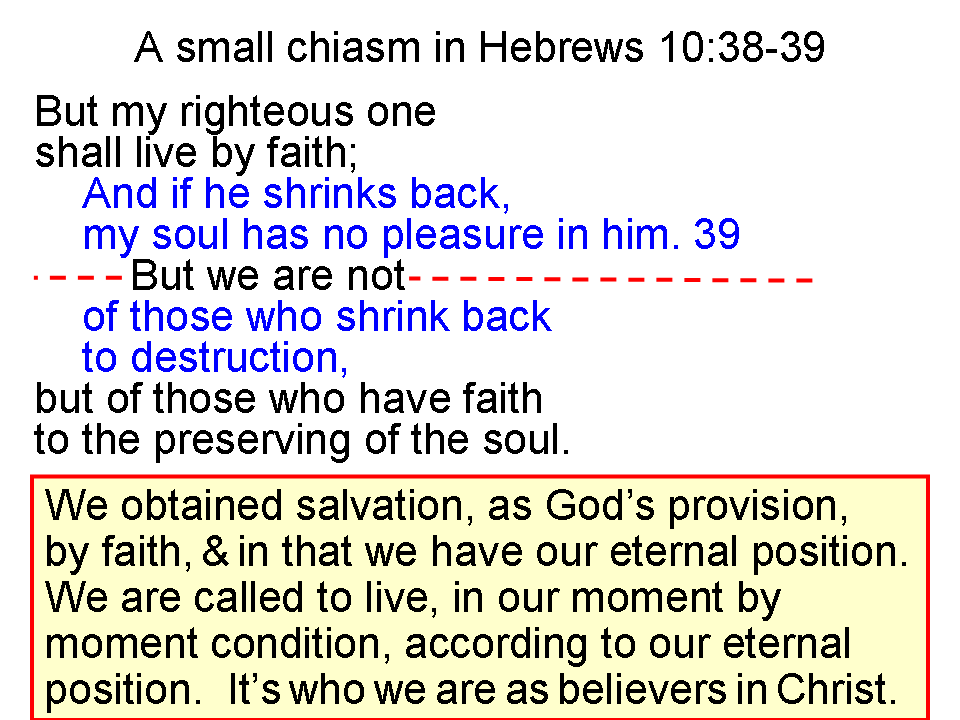 A small chiasm in Hebrews 10:38-39
But my righteous one
shall live by faith;
And if he shrinks back,
my soul has no pleasure in him. 39
But we are not
of those who shrink back
to destruction,
but of those who have faith
to the preserving of the soul.
We obtained salvation, as God’s provision,
by faith, & in that we have our eternal position.
We are called to live, in our moment by
moment condition, according to our eternal
position.  It’s who we are as believers in Christ.